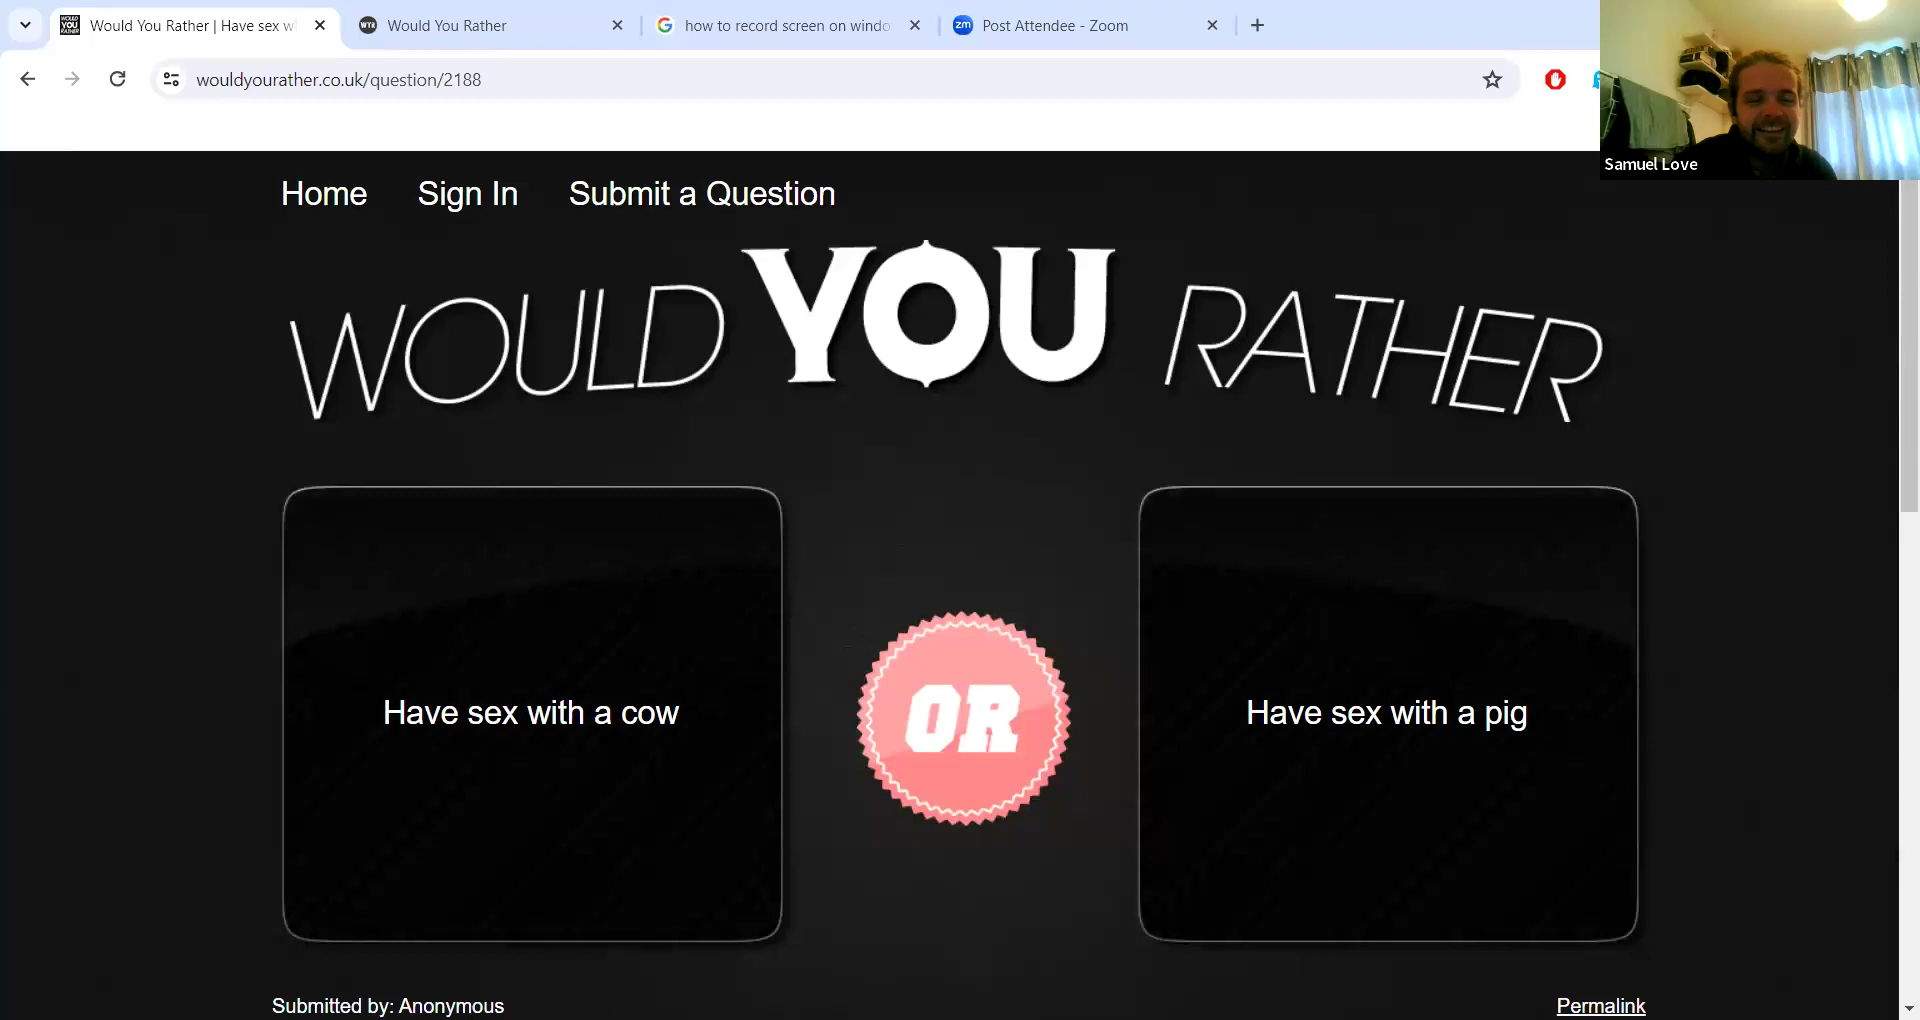 Would You Rather | Have sex wi
Would You Rather
how to record screen on windo
Post Attendee - Zoom
wouldyourather.co.uk/question/2188
Samuel Love
Home Sign In Submit a Question
WOULD YOU RATHER
Have sex with a cow
OR
Have sex with a pig
Submitted by: Anonymous
Permalink